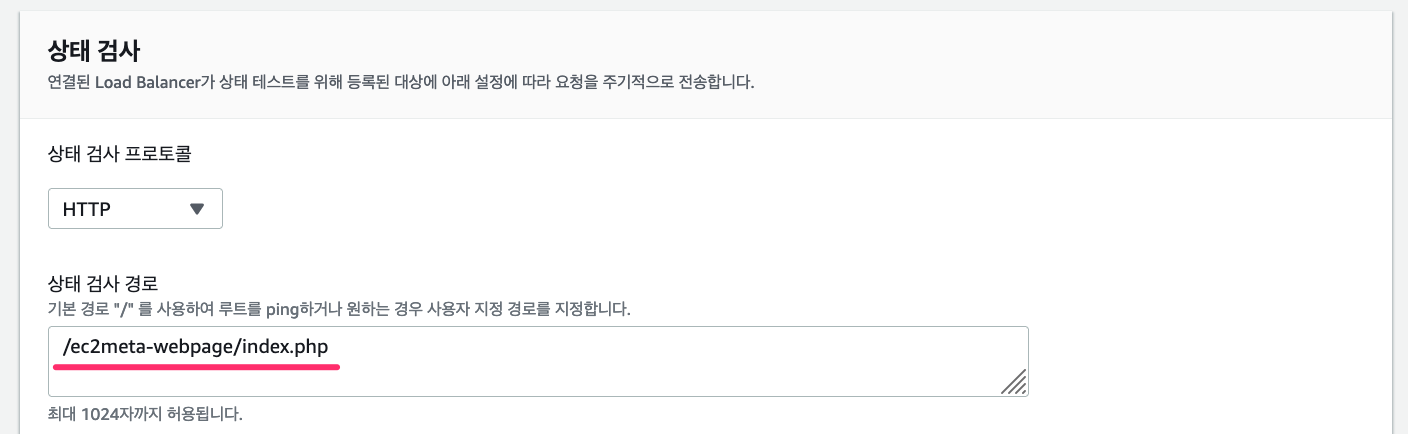 상태 검사
연결된 Load Balancer가 상태 테스트를 위해 등록된 대상에 아래 설정에 따라 요청을 주기적으로 전송합니다.
상태 검사 프로토콜
HTTP
상태 검사 경로
기본 경로 "/" 를 사용하여 루트를 ping하거나 원하는 경우 사용자 지정 경로를 지정합니다.
/ec2meta-webpage/index.php
최대 1024자까지 허용됩니다.